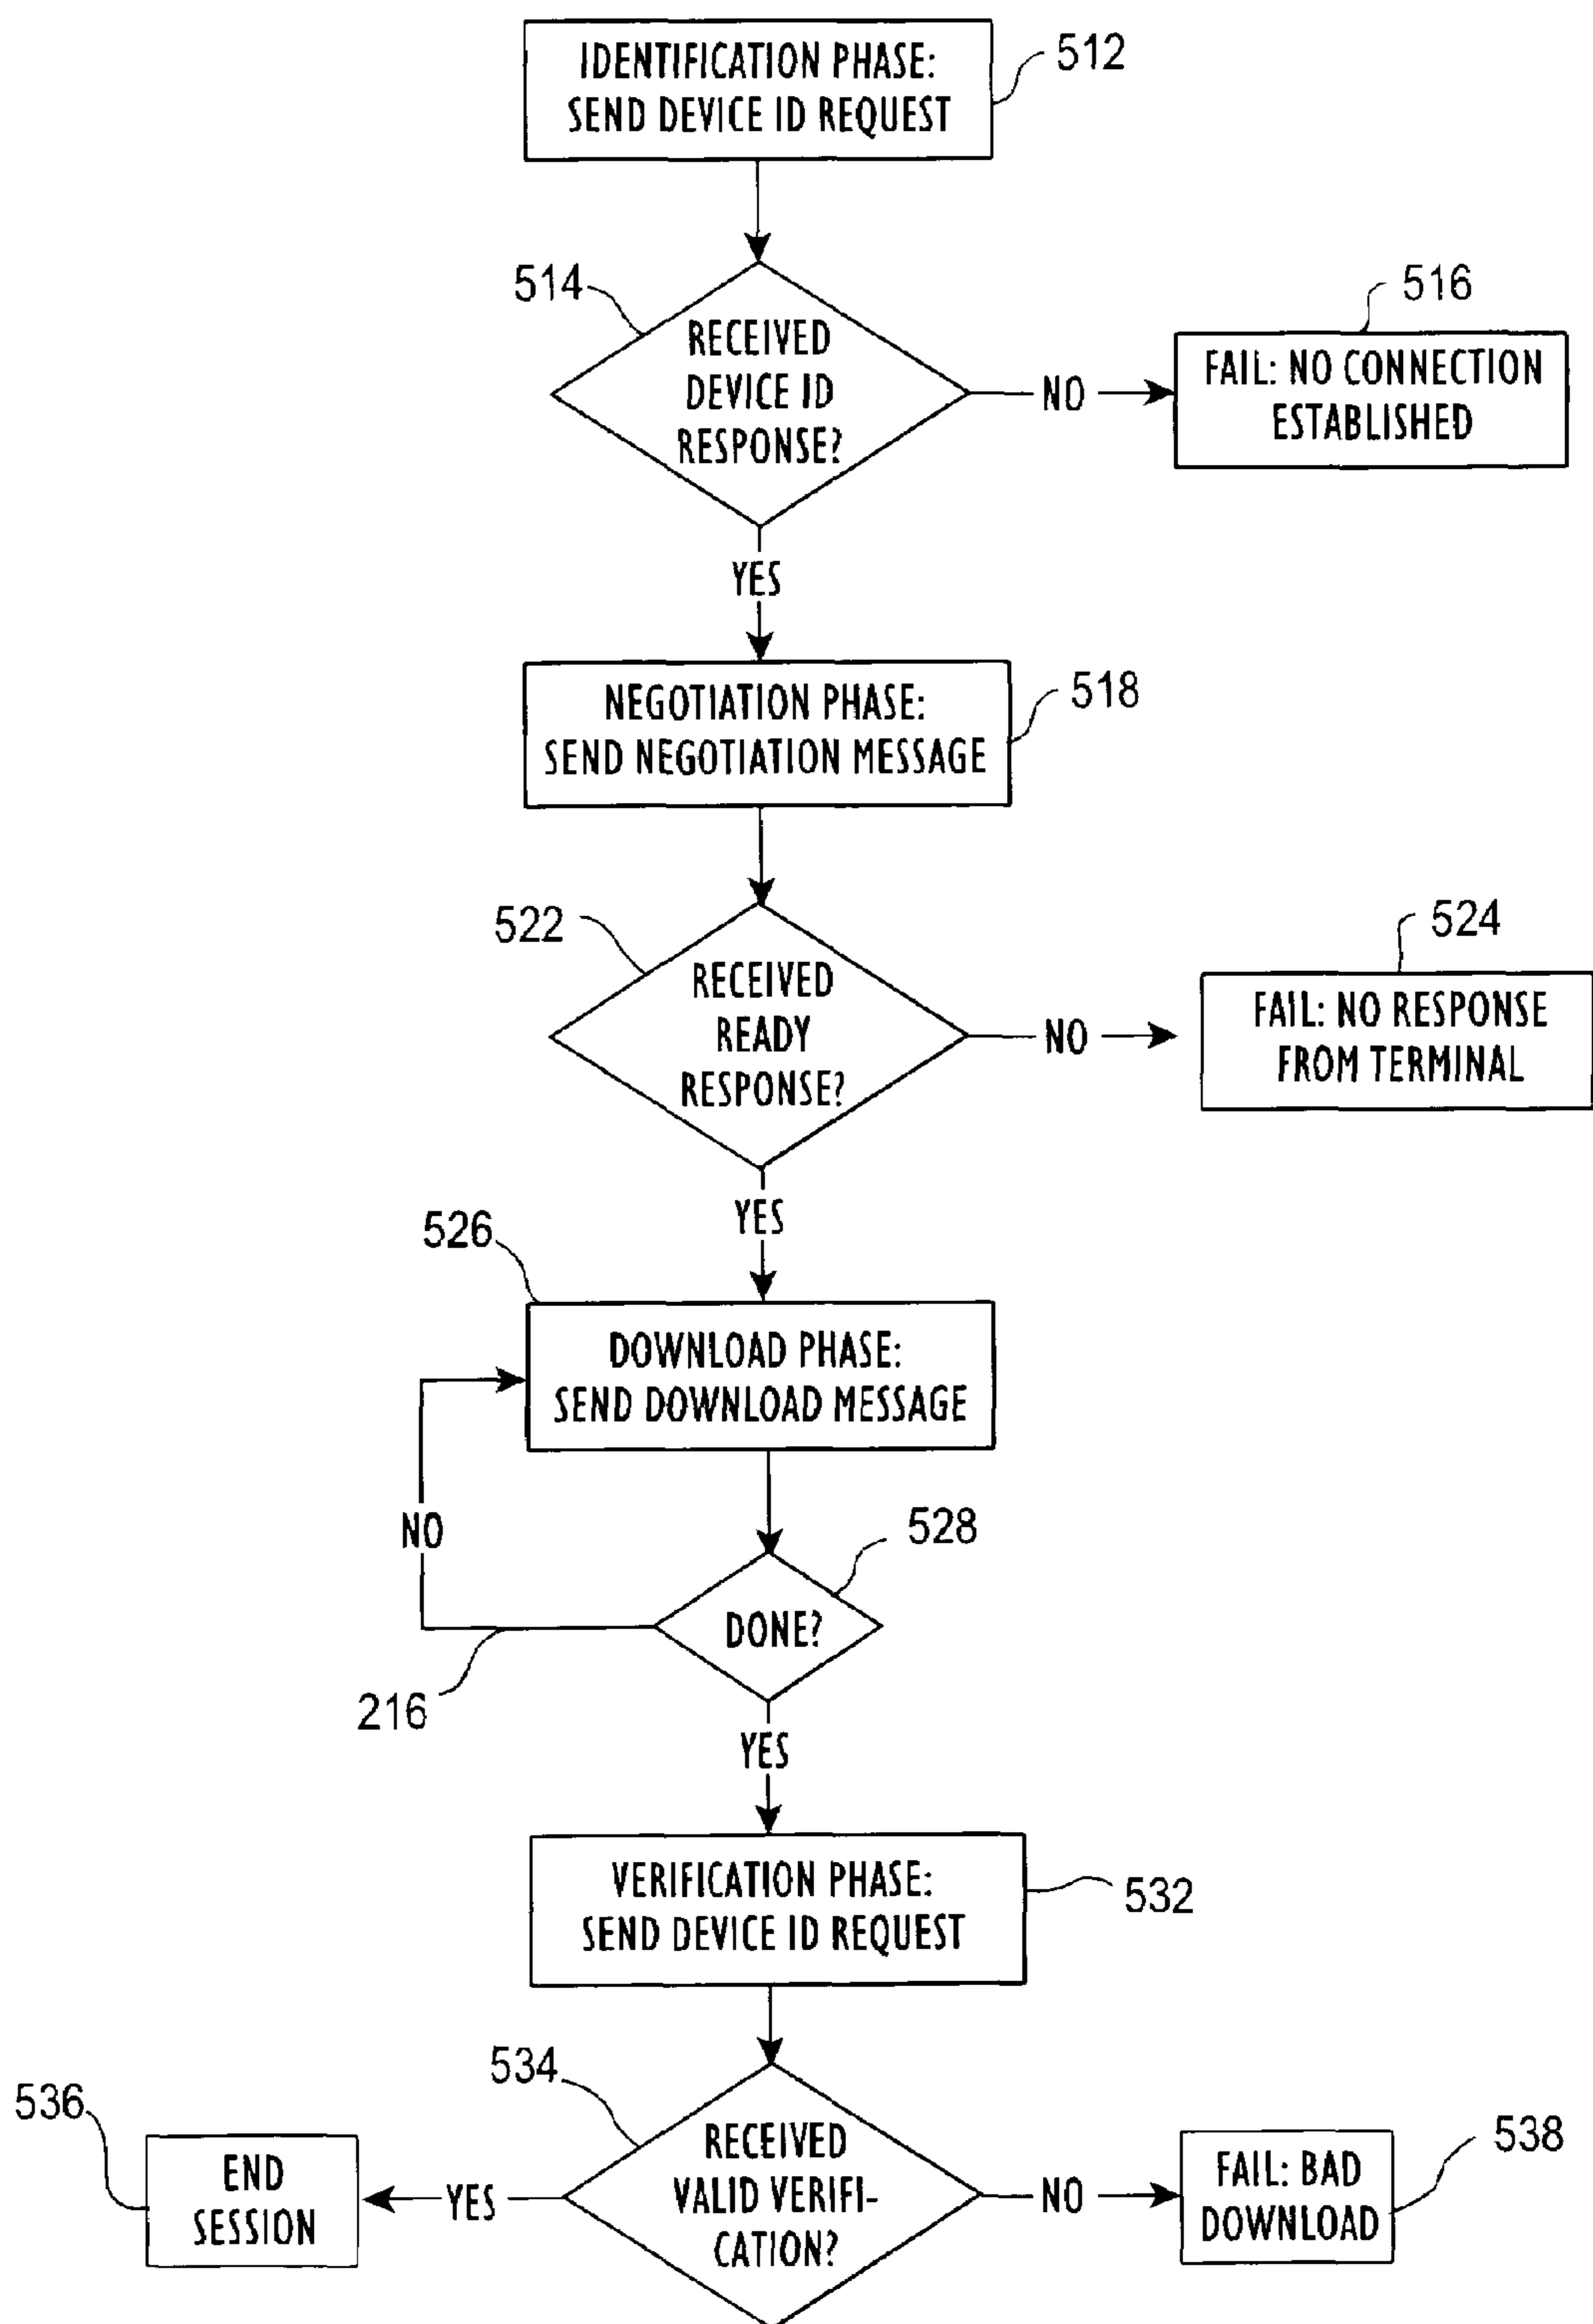 IDENTIFICATION PHASE:
SEND DEVICE ID REQUEST
512
514
RECEIVED
DEVICE ID
RESPONSE?
NO
516
FAIL: NO CONNECTION
ESTABLISHED
YES
NEGOTIATION PHASE:
SEND NEGOTIATION MESSAGE
518
522
RECEIVED
READY
RESPONSE?
NO
524
FAIL: NO RESPONSE
FROM TERMINAL
YES
526
DOWNLOAD PHASE:
SEND DOWNLOAD MESSAGE
NO
528
DONE?
216
YES
VERIFICATION PHASE:
SEND DEVICE ID REQUEST
532
534
RECEIVED
VALID VERIFI-
CATION?
YES
536
END
SESSION
NO
538
FAIL: BAD
DOWNLOAD